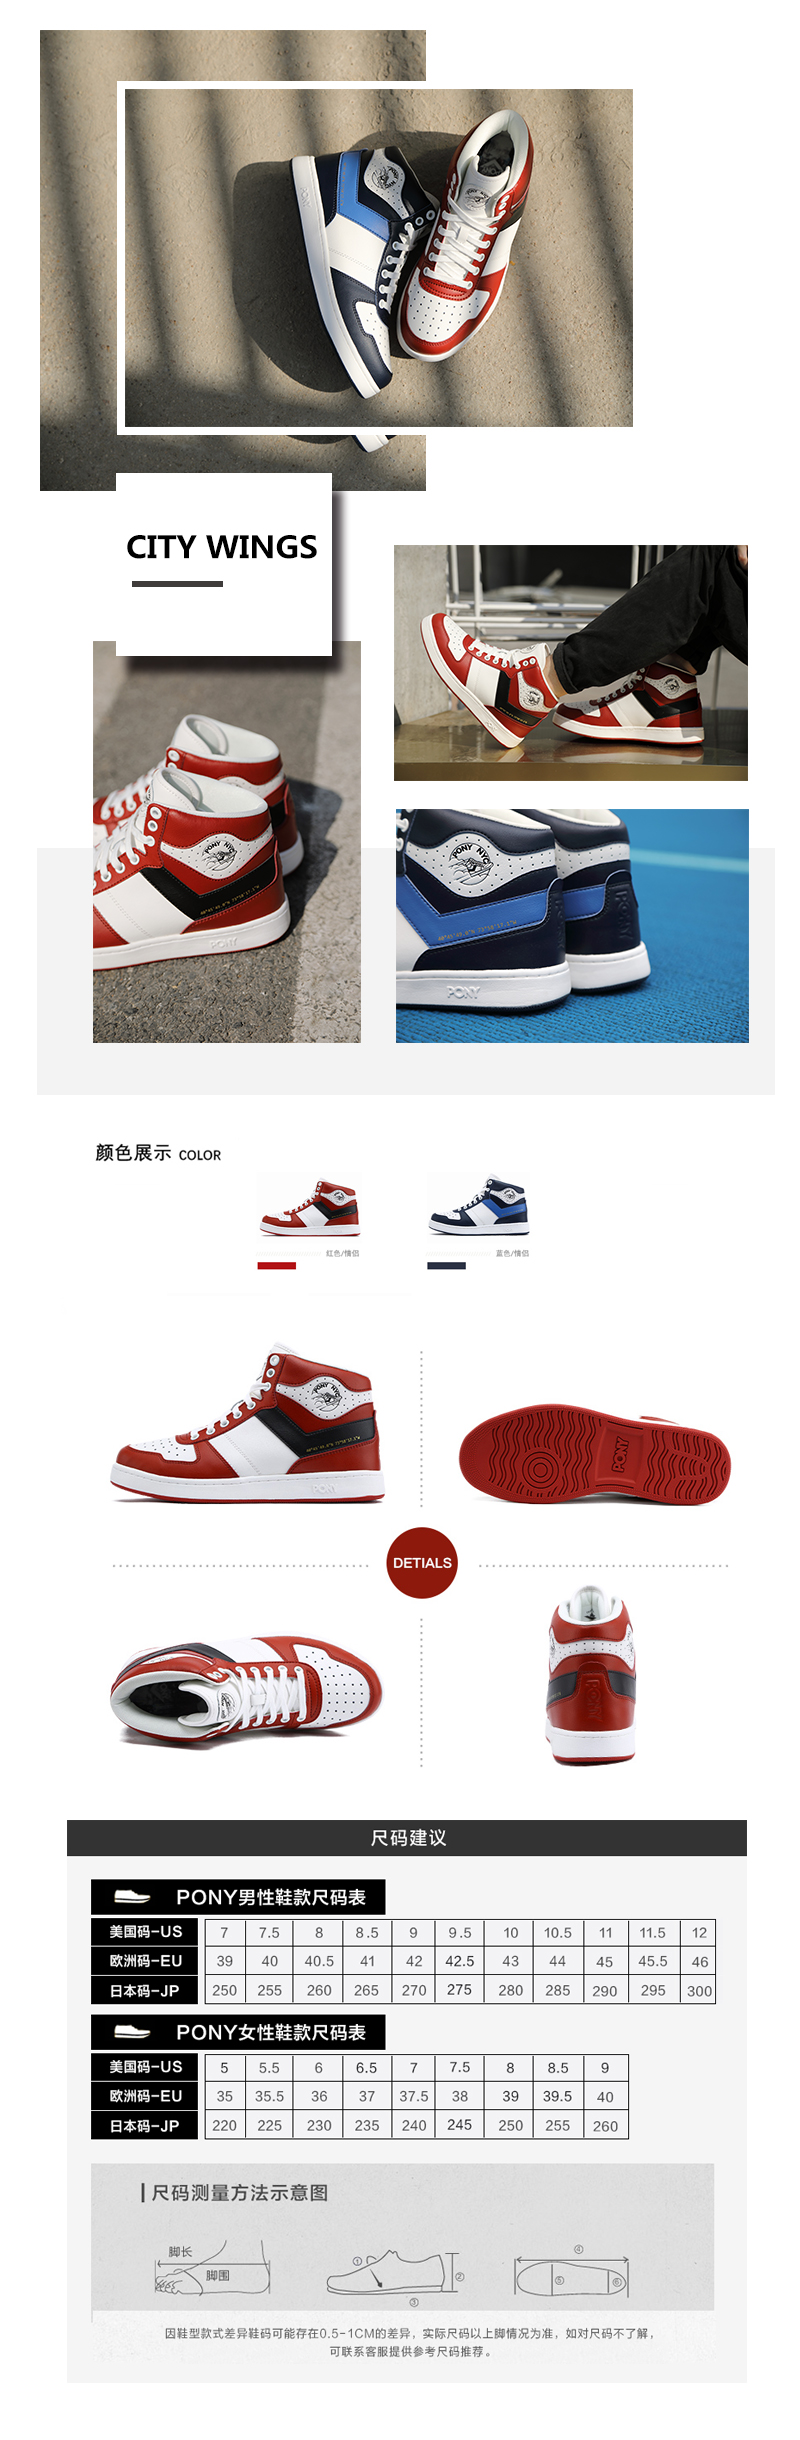 CITY WINGS
PONY NYC
PONY
PONY NYC
PONY
颜色展示 COLOR
红色/情侣
蓝色/情侣
PONY NYC
PONY
DETIALS
PONY
尺码建议
PONY男性鞋款尺码表
美国码-US 7 7.5 8 8.5 9 9.5 10 10.5 11 11.5 12
欧洲码-EU 39 40 40.5 41 42 42.5 43 44 45 45.5 46
日本码-JP 250 255 260 265 270 275 280 285 290 295 300
PONY女性鞋款尺码表
美国码-US 5 5.5 6 6.5 7 7.5 8 8.5 9
欧洲码-EU 35 35.5 36 37 37.5 38 39 39.5 40
日本码-JP 220 225 230 235 240 245 250 255 260
尺码测量方法示意图
脚长
脚围
① ② ③ ④ ⑤ ⑥
因鞋型款式差异鞋码可能存在0.5-1CM的差异，实际尺码以上脚情况为准，如对尺码不了解，
可联系客服提供参考尺码推荐。